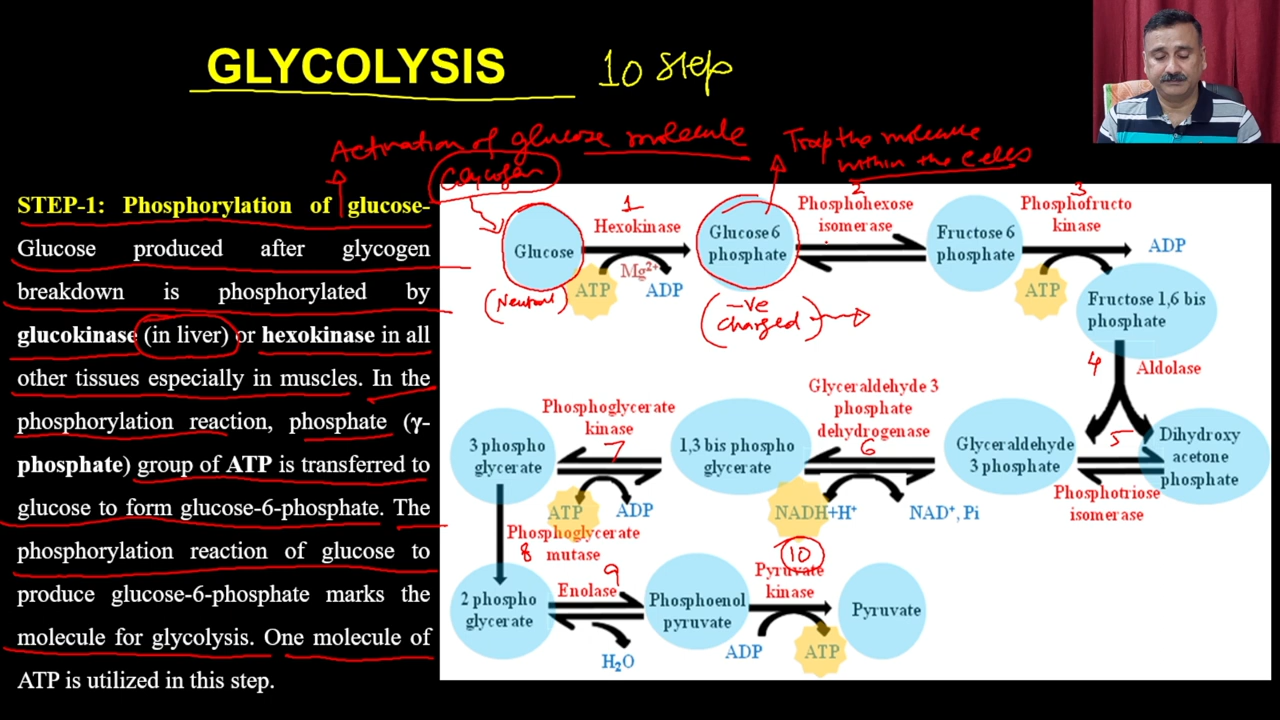 GLYCOLYSIS 10 step
Activation of glucose molecule
Trap the molecule
within the cells
Glycogen
STEP-1: Phosphorylation of glucose-
Glucose produced after glycogen
breakdown is phosphorylated by
glucokinase (in liver) or hexokinase in all
other tissues especially in muscles. In the
phosphorylation reaction, phosphate (γ-
phosphate) group of ATP is transferred to
glucose to form glucose-6-phosphate. The
phosphorylation reaction of glucose to
produce glucose-6-phosphate marks the
molecule for glycolysis. One molecule of
ATP is utilized in this step.
Glucose
(Neutral)
1
Hexokinase
Mg2+
ATP
ADP
Glucose 6
phosphate
(-ve
charged)
2
Phosphohexose
isomerase
Fructose 6
phosphate
3
Phosphofructo
kinase
ATP
ADP
Fructose 1,6 bis
phosphate
4
Aldolase
Dihydroxy
acetone
phosphate
5
Phosphotriose
isomerase
Glyceraldehyde
3 phosphate
Glyceraldehyde 3
phosphate
dehydrogenase
6
NADH+H+
NAD+, Pi
1,3 bis phospho
glycerate
Phosphoglycerate
kinase
7
ATP
ADP
3 phospho
glycerate
Phosphoglycerate
8 mutase
2 phospho
glycerate
9
Enolase
H2O
Phosphoenol
pyruvate
10
Pyruvate
kinase
ADP
ATP
Pyruvate